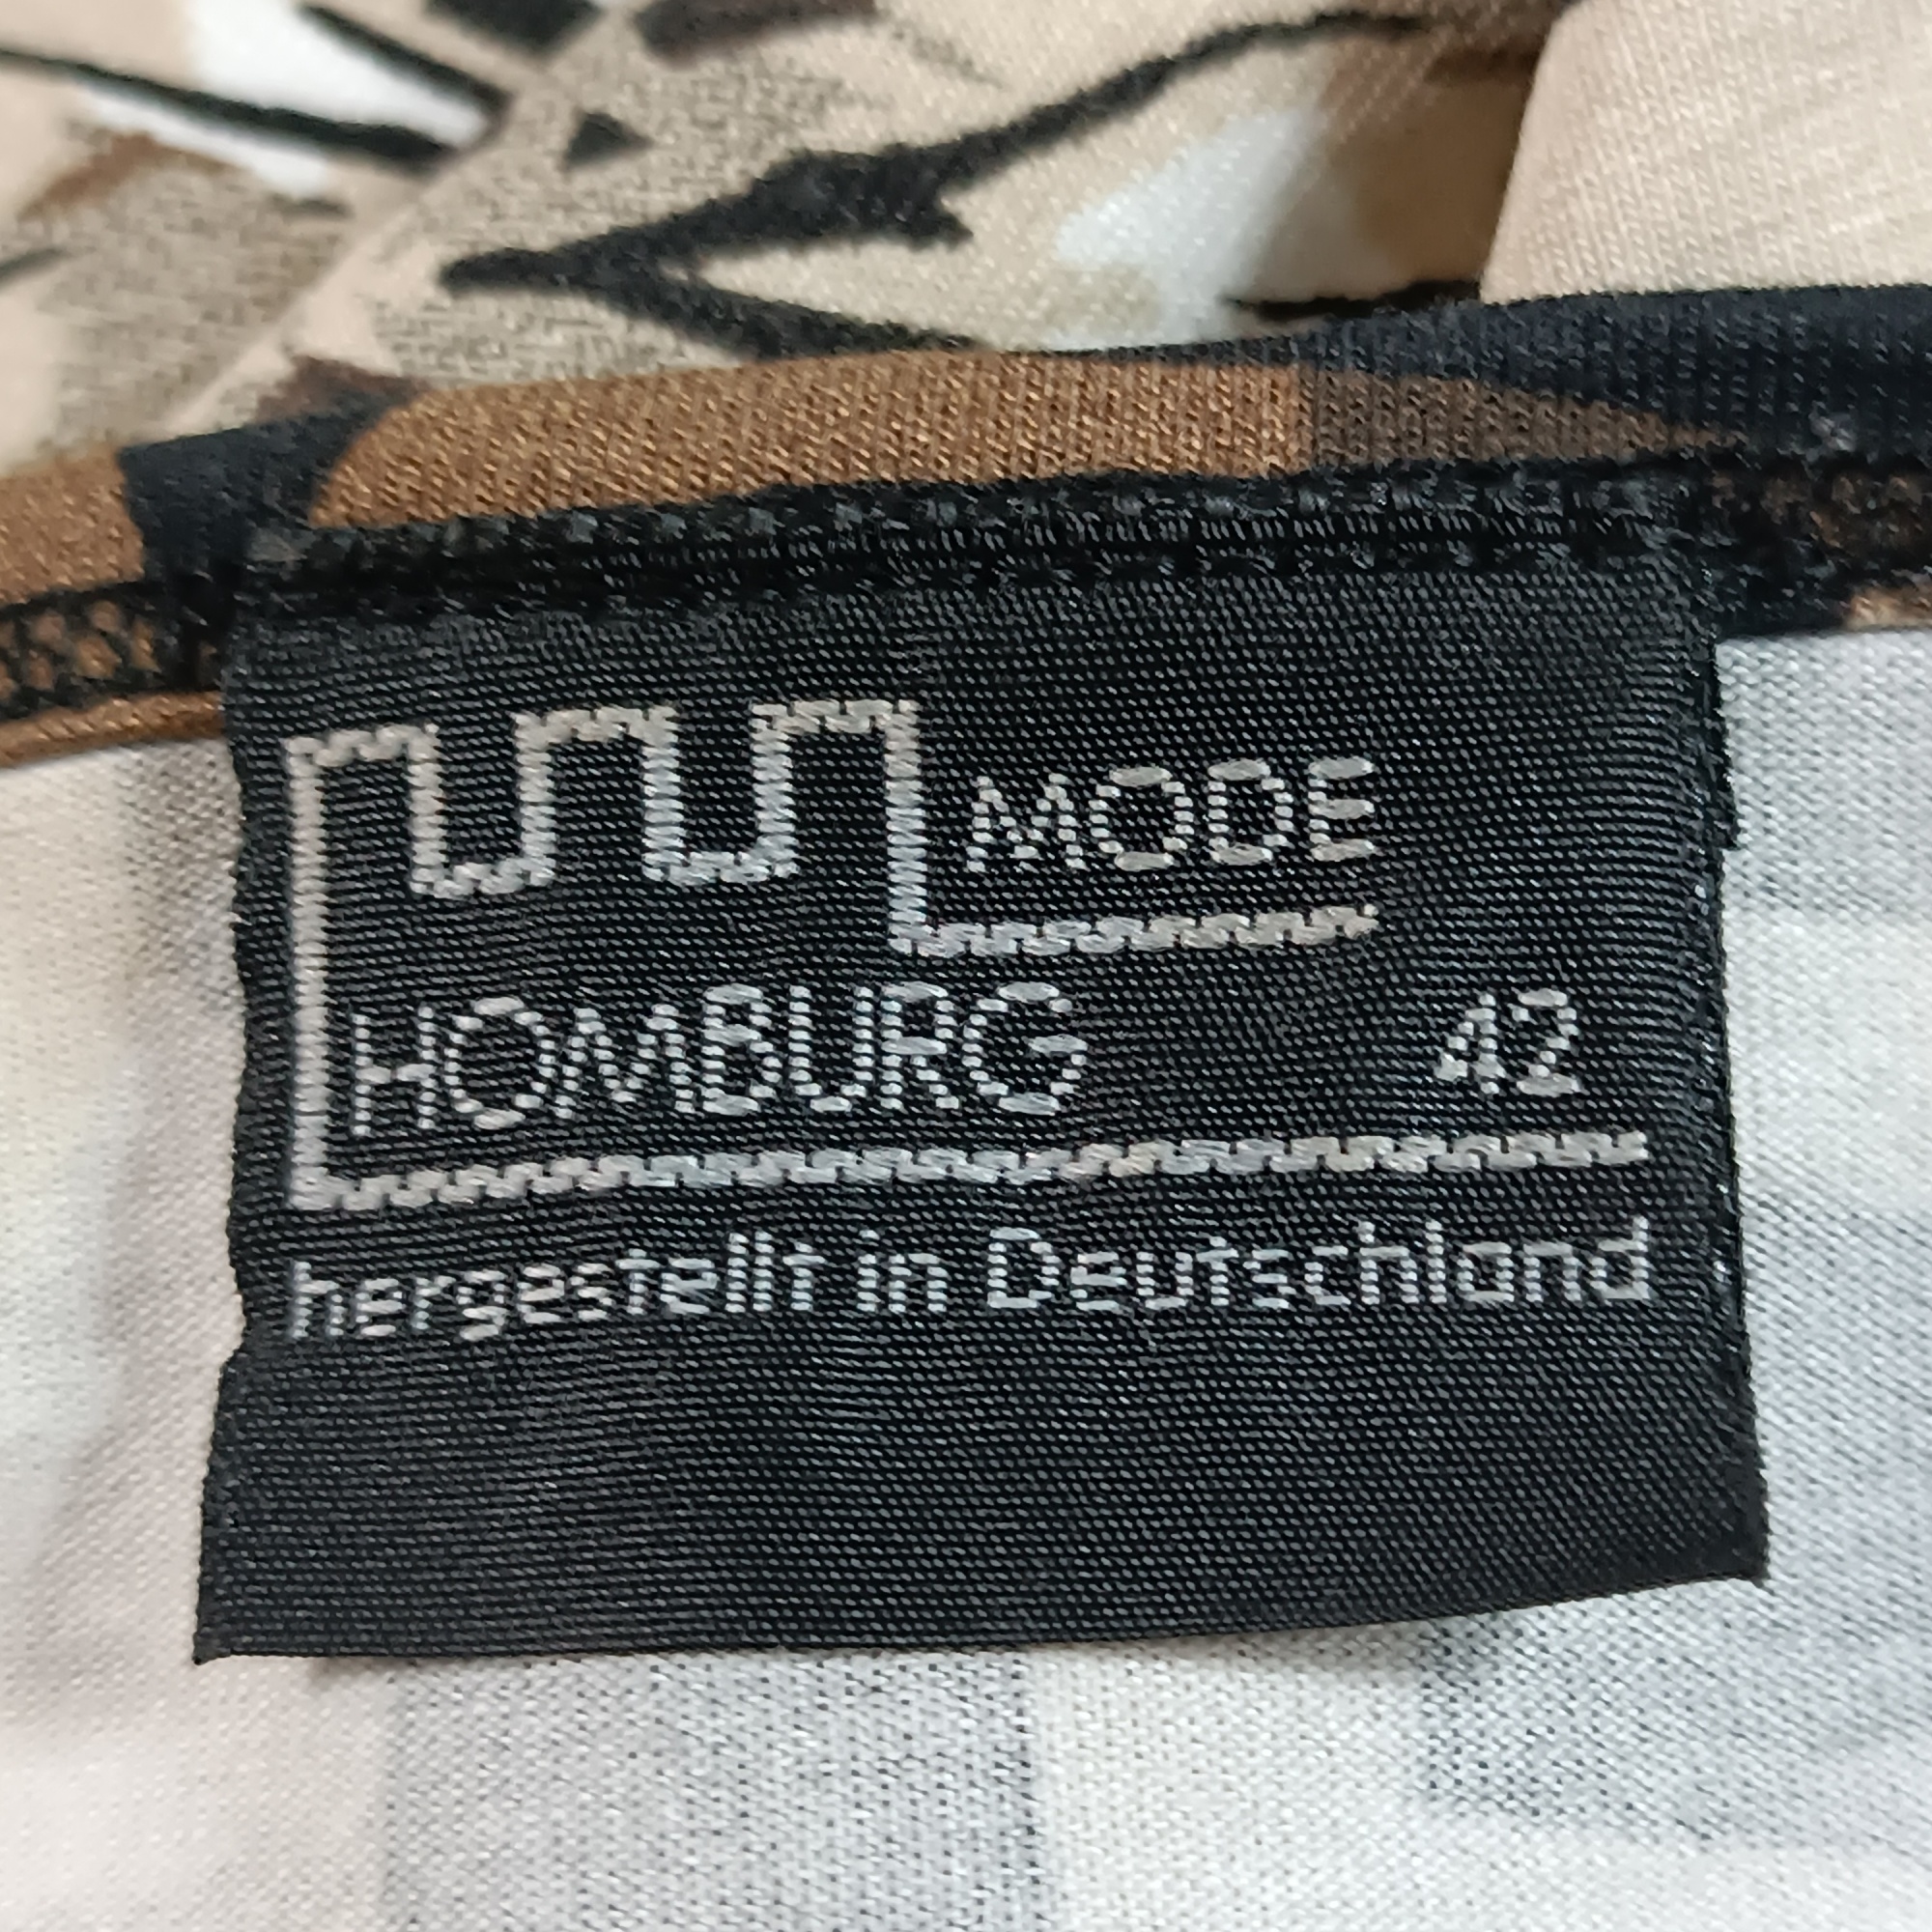 MODE
HOMBURG 42
hergestellt in Deutschland